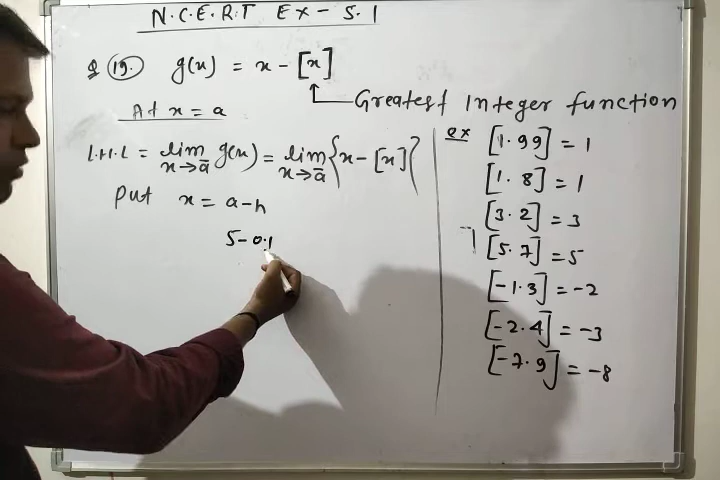 N.C.E.R.T EX-5.1
Q 19. g(x) = x - [x]
Greatest Integer function
At x = a
L.H.L = lim x→a⁻ g(x) = lim x→a⁻ {x - [x]}
Put x = a-h
5-0.1
ex [1.99] = 1
[1.8] = 1
[3.2] = 3
[5.7] = 5
[-1.3] = -2
[-2.4] = -3
[-7.9] = -8